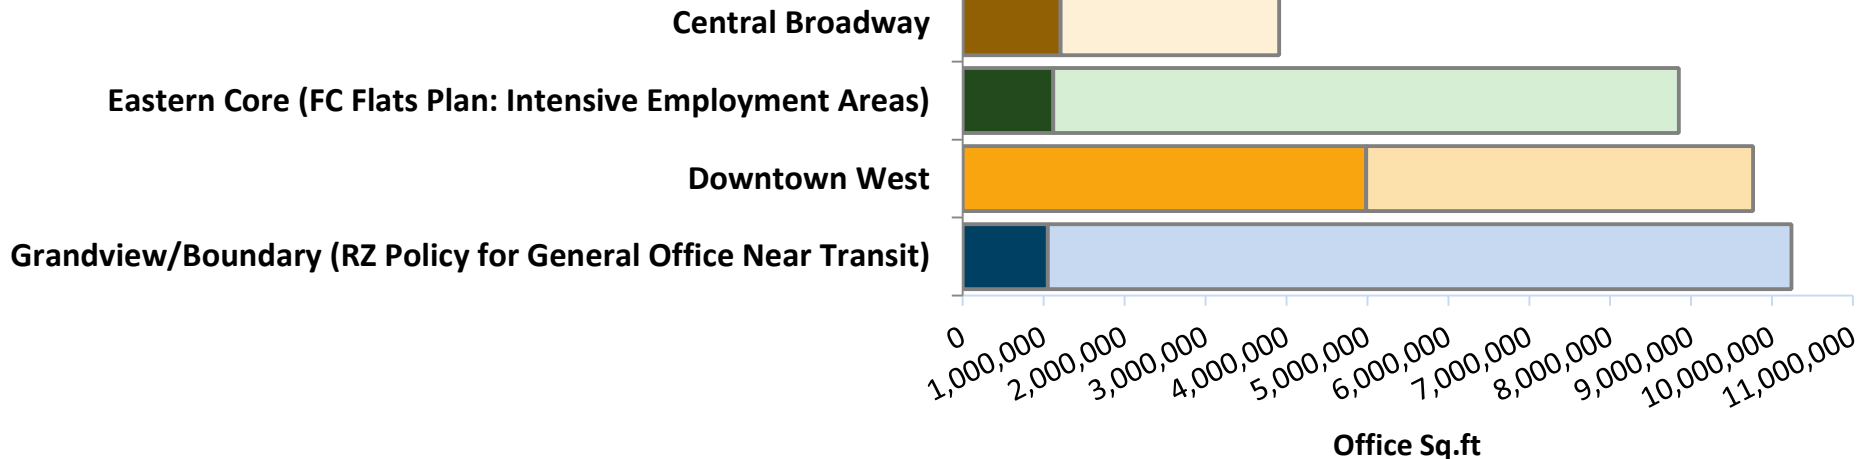 Central Broadway
Eastern Core (FC Flats Plan: Intensive Employment Areas)
Downtown West
Grandview/Boundary (RZ Policy for General Office Near Transit)
0
1,000,000
2,000,000
3,000,000
4,000,000
5,000,000
6,000,000
7,000,000
8,000,000
9,000,000
10,000,000
11,000,000
Office Sq.ft